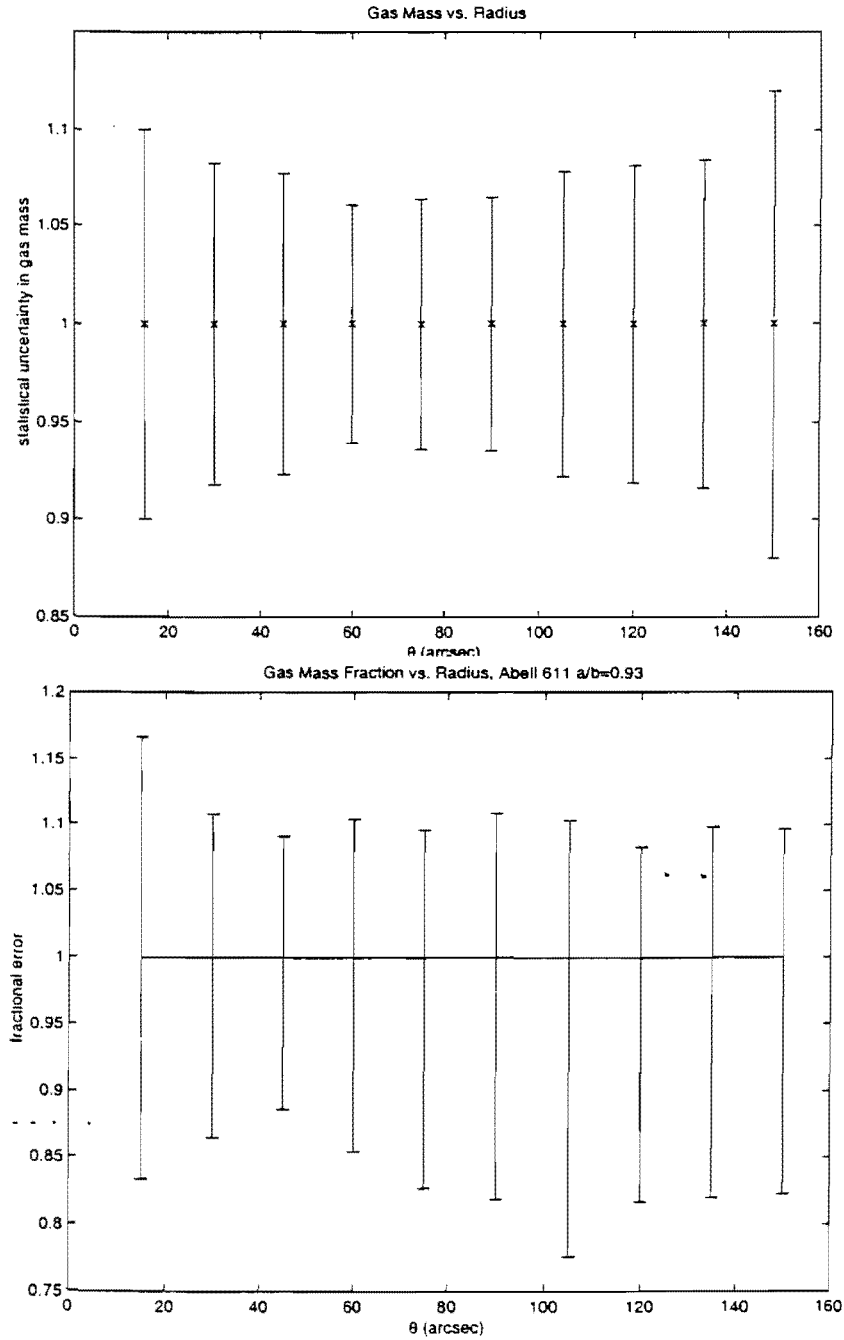 Gas Mass vs. Radius
statistical uncertainty in gas mass
1.1
1.05
1
0.95
0.9
0.85
0 20 40 60 80 100 120 140 160
θ (arcsec)
Gas Mass Fraction vs. Radius, Abell 611 a/b=0.93
fractional error
1.2
1.15
1.1
1.05
1
0.95
0.9
0.85
0.8
0.75
0 20 40 60 80 100 120 140 160
θ (arcsec)